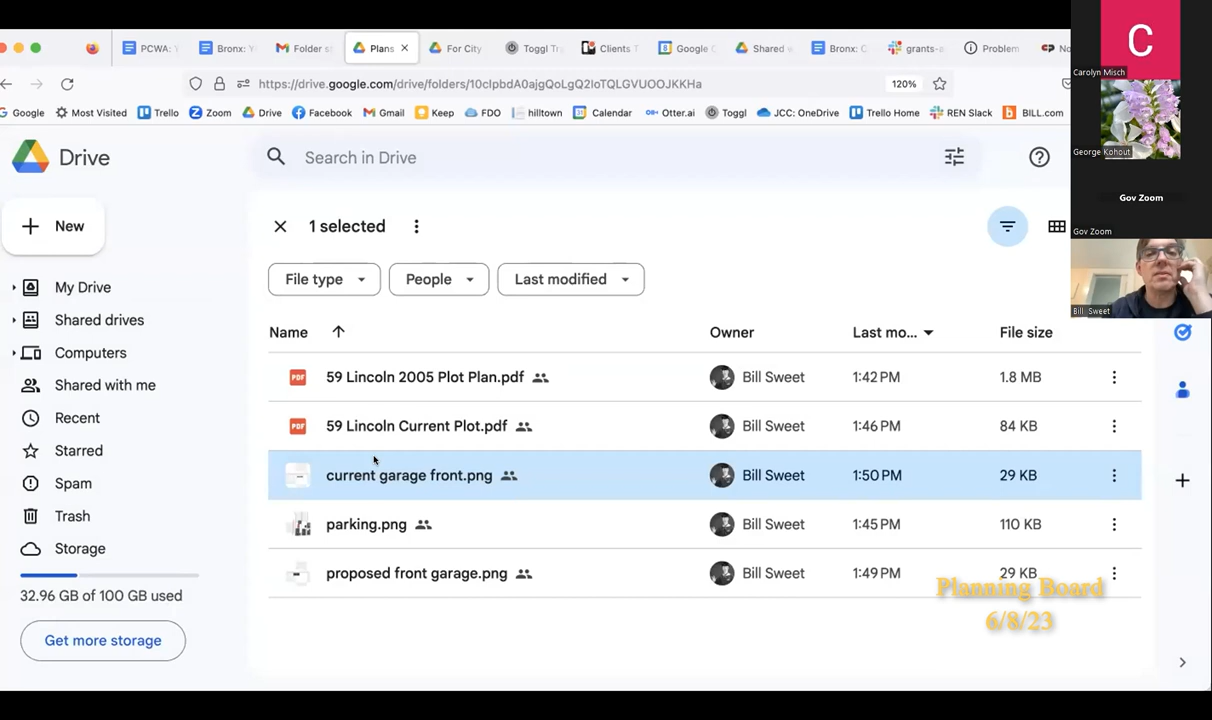 PCWA: Y
Bronx: Y
Folder s
Plans
For City
Toggl Tr
Clients T
Google C
Shared v
Bronx: C
grants-a
Problem
No
https://drive.google.com/drive/folders/10clpbdA0ajgQoLgQ2IoTQLGVUOOJKKHa
120%
Google
Most Visited
Trello
Zoom
Drive
Facebook
Gmail
Keep
FDO
hilltown
Calendar
Otter.ai
Toggl
JCC: OneDrive
Trello Home
REN Slack
BILL.com
C
Carolyn Misch
George Kohout
Gov Zoom
Gov Zoom
Bill Sweet
Drive
Search in Drive
New
1 selected
File type
People
Last modified
My Drive
Shared drives
Computers
Shared with me
Recent
Starred
Spam
Trash
Storage
32.96 GB of 100 GB used
Get more storage
Name Owner Last mo... File size
PDF 59 Lincoln 2005 Plot Plan.pdf Bill Sweet 1:42 PM 1.8 MB
PDF 59 Lincoln Current Plot.pdf Bill Sweet 1:46 PM 84 KB
current garage front.png Bill Sweet 1:50 PM 29 KB
parking.png Bill Sweet 1:45 PM 110 KB
proposed front garage.png Bill Sweet 1:49 PM 29 KB
Planning Board
6/8/23